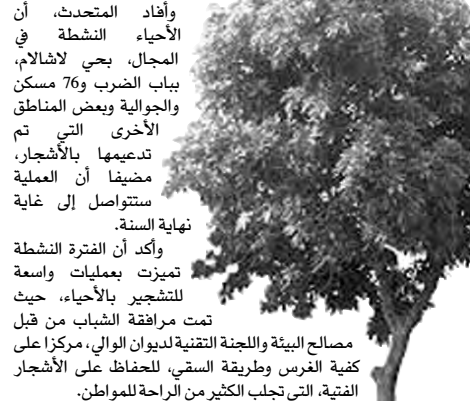 وأفاد المتحدث، أن
الأحياء النشطة في
المجال، بحي لاشالام،
بباب الضرب و76 مسكن
والجوالية وبعض المناطق
الأخرى التي تم
تدعيمها بالأشجار،
مضيفا أن العملية
ستتواصل إلى غاية
نهاية السنة.
وأكد أن الفترة النشطة
تميزت بعمليات واسعة
للتشجير بالأحياء، حيث
تمت مرافقة الشباب من قبل
مصالح البيئة واللجنة التقنية لديوان الوالي، مركزا على
كفية الغرس وطريقة السقي، للحفاظ على الأشجار
الفتية، التي تجلب الكثير من الراحة للمواطن.